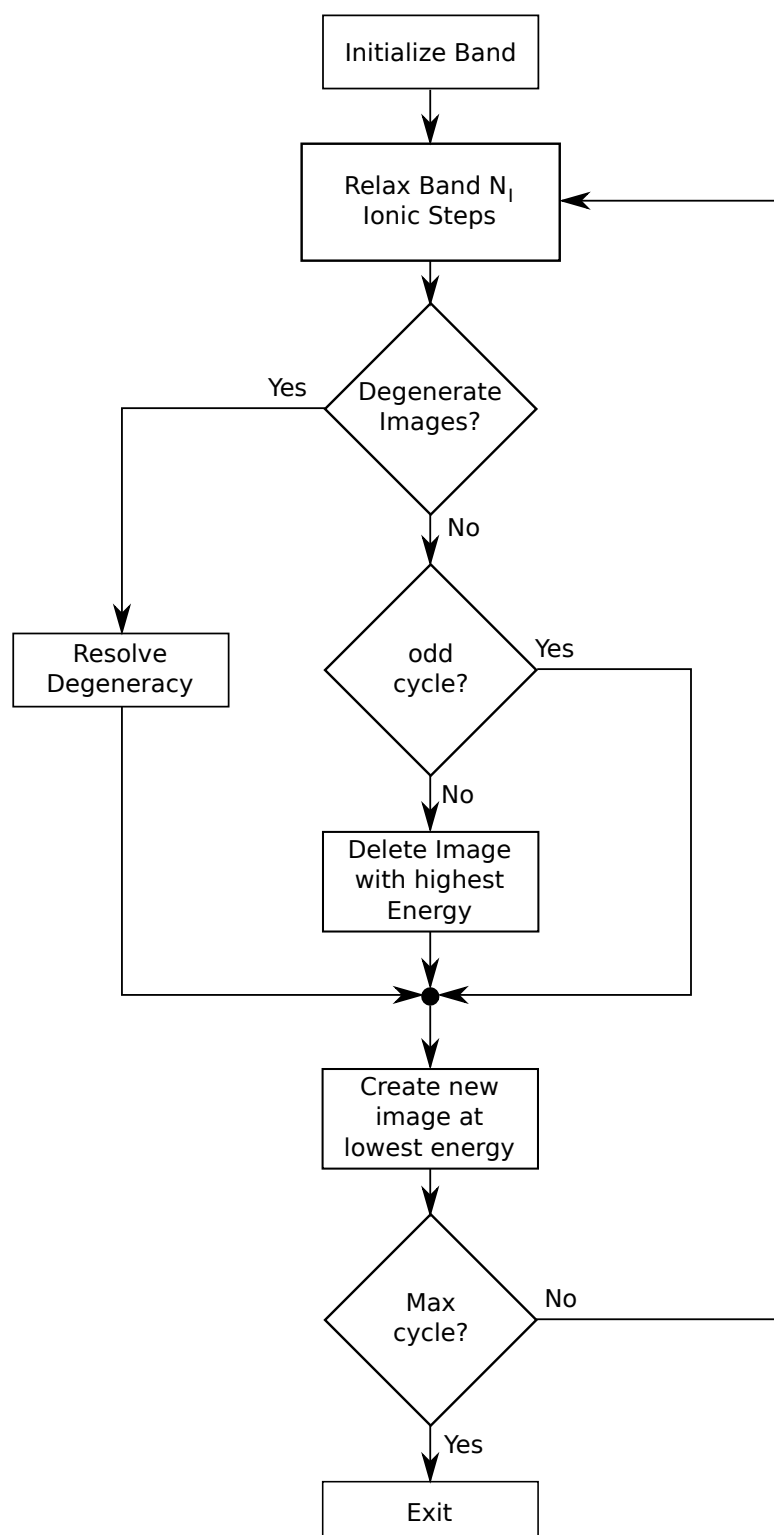 Initialize Band
Relax Band N_I
Ionic Steps
Yes
Degenerate
Images?
No
Resolve
Degeneracy
odd
cycle?
Yes
No
Delete Image
with highest
Energy
Create new
image at
lowest energy
Max
cycle?
No
Yes
Exit